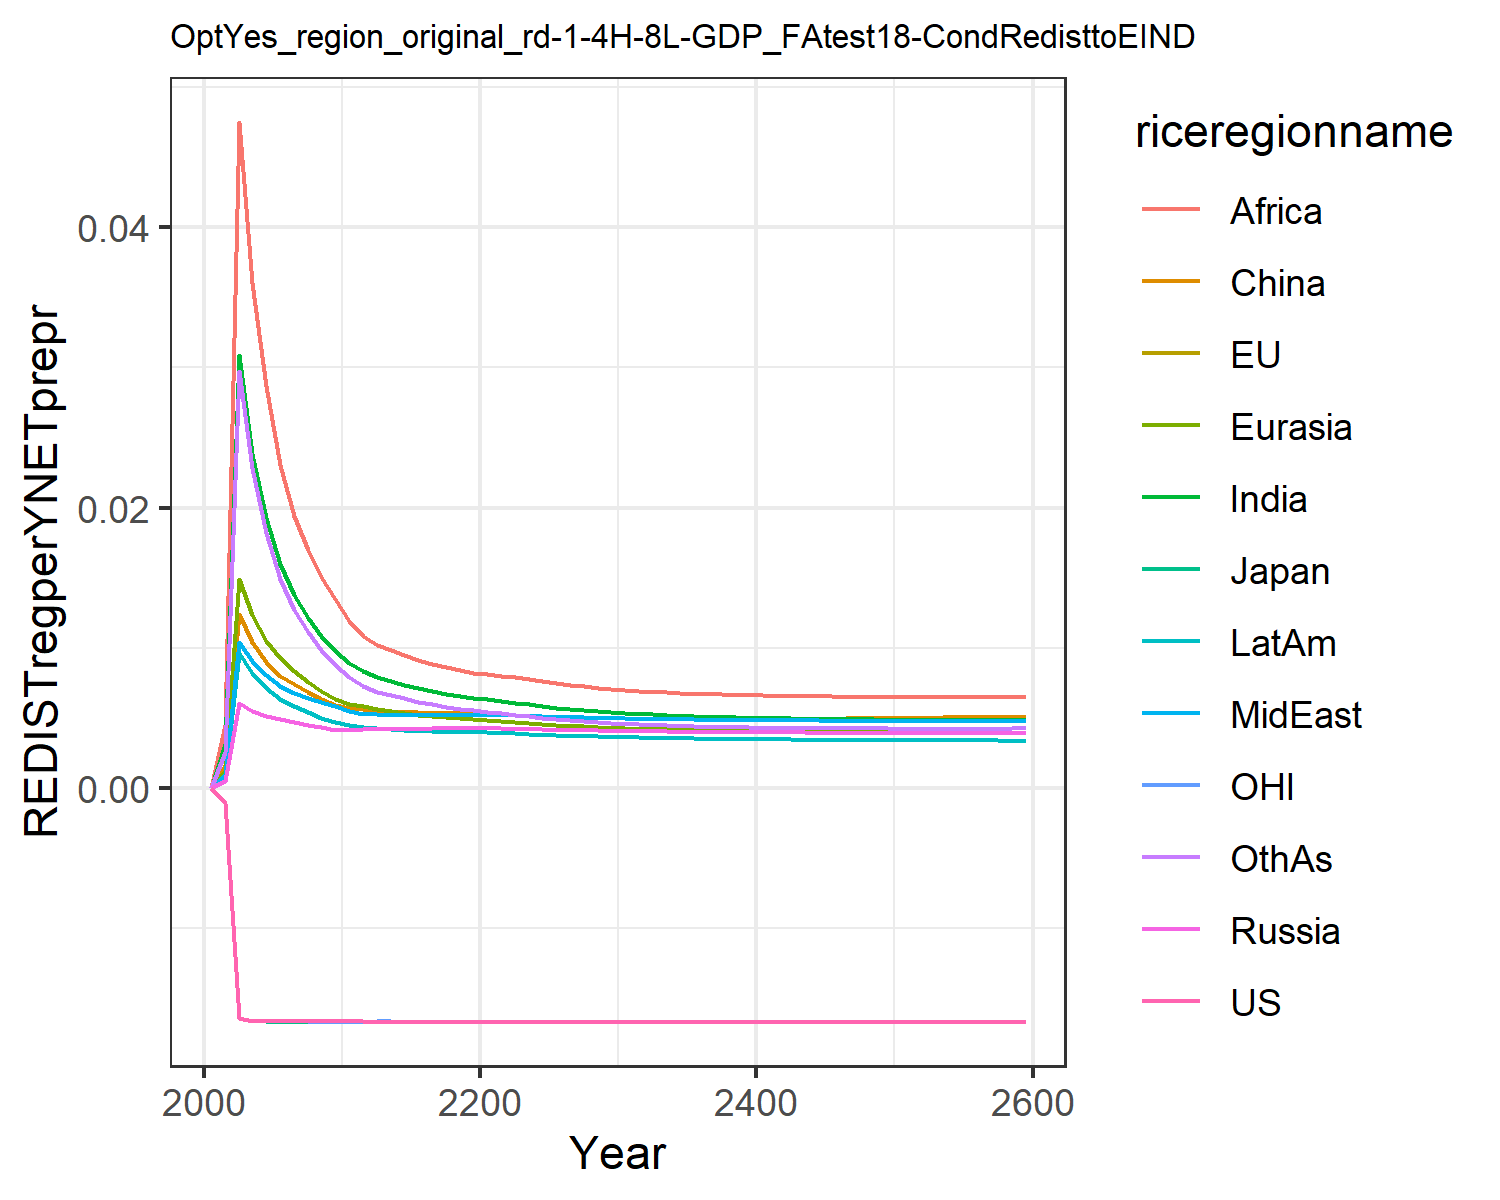 OptYes_region_original_rd-1-4H-8L-GDP_FAtest18-CondRedisttoEIND
REDISTregperYNETprepr
0.04
0.02
0.00
2000 2200 2400 2600
Year
riceregionname
Africa
China
EU
Eurasia
India
Japan
LatAm
MidEast
OHI
OthAs
Russia
US